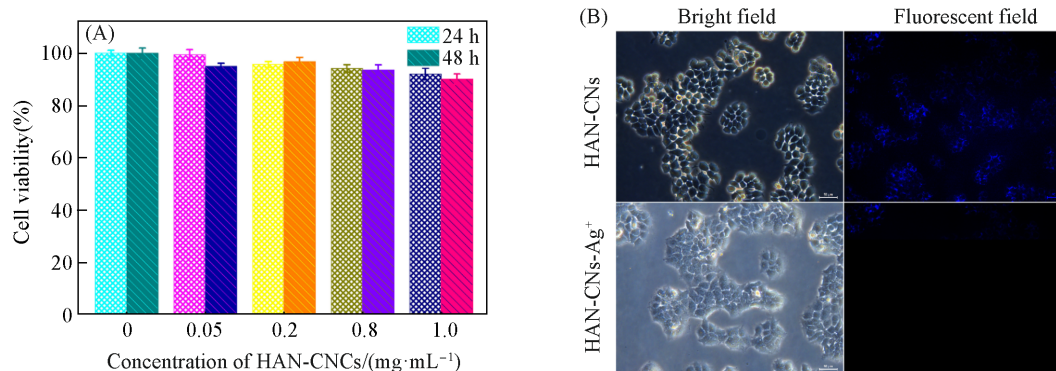 (A)
24 h
48 h
Cell viability(%)
100
80
60
40
20
0
0 0.05 0.2 0.8 1.0
Concentration of HAN-CNCs/(mg·mL⁻¹)
(B)
Bright field Fluorescent field
HAN-CNs
HAN-CNs-Ag⁺